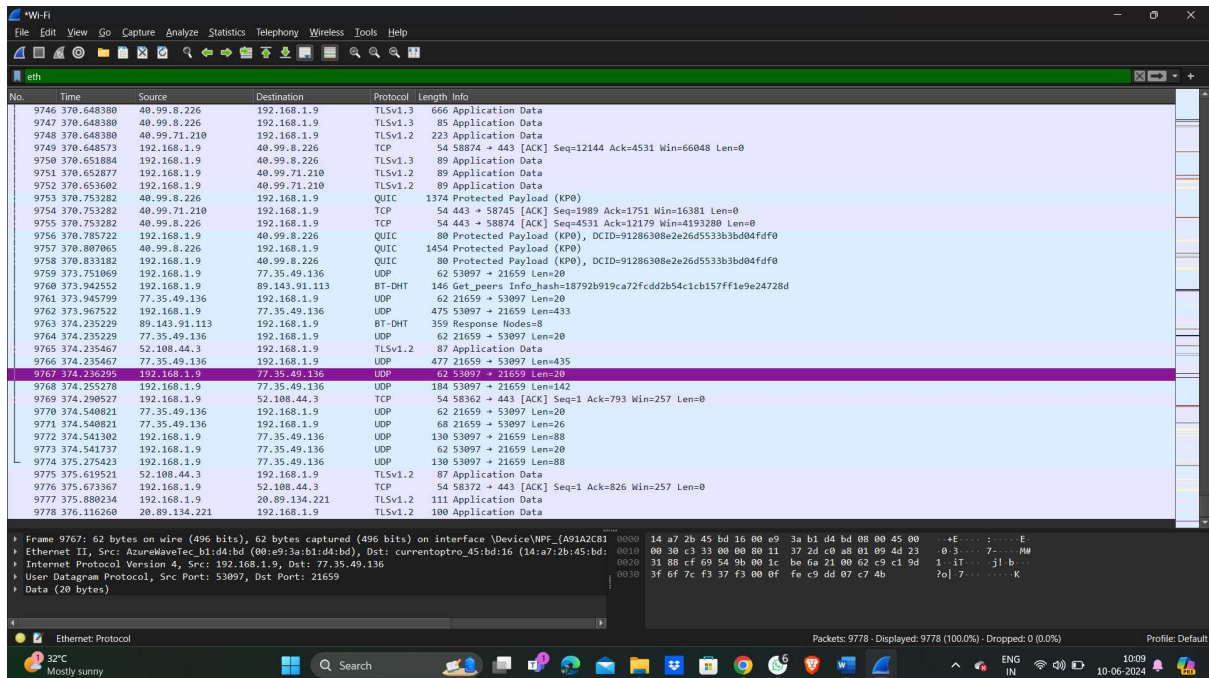 *Wi-Fi
File Edit View Go Capture Analyze Statistics Telephony Wireless Tools Help
eth
No. Time Source Destination Protocol Length Info
9746 370.648380 40.99.8.226 192.168.1.9 TLSv1.3 666 Application Data
9747 370.648380 40.99.8.226 192.168.1.9 TLSv1.3 85 Application Data
9748 370.648380 40.99.71.210 192.168.1.9 TLSv1.2 223 Application Data
9749 370.648573 192.168.1.9 40.99.8.226 TCP 54 58874 → 443 [ACK] Seq=12144 Ack=4531 Win=66048 Len=0
9750 370.651884 192.168.1.9 40.99.8.226 TLSv1.3 89 Application Data
9751 370.652877 192.168.1.9 40.99.71.210 TLSv1.2 89 Application Data
9752 370.653602 192.168.1.9 40.99.71.210 TLSv1.2 89 Application Data
9753 370.753282 40.99.8.226 192.168.1.9 QUIC 1374 Protected Payload (KP0)
9754 370.753282 40.99.71.210 192.168.1.9 TCP 54 443 → 58745 [ACK] Seq=1989 Ack=1751 Win=16381 Len=0
9755 370.753282 40.99.8.226 192.168.1.9 TCP 54 443 → 58874 [ACK] Seq=4531 Ack=12179 Win=4193280 Len=0
9756 370.785722 192.168.1.9 40.99.8.226 QUIC 80 Protected Payload (KP0), DCID=91286308e2e26d5533b3bd04fdf0
9757 370.807065 40.99.8.226 192.168.1.9 QUIC 1454 Protected Payload (KP0)
9758 370.833182 192.168.1.9 40.99.8.226 QUIC 80 Protected Payload (KP0), DCID=91286308e2e26d5533b3bd04fdf0
9759 373.751069 192.168.1.9 77.35.49.136 UDP 62 53097 → 21659 Len=20
9760 373.942552 192.168.1.9 89.143.91.113 BT-DHT 146 Get_peers Info_hash=18792b919ca72fcdd2b54c1cb157ff1e9e24728d
9761 373.945799 77.35.49.136 192.168.1.9 UDP 62 21659 → 53097 Len=20
9762 373.967522 192.168.1.9 77.35.49.136 UDP 475 53097 → 21659 Len=433
9763 374.235229 89.143.91.113 192.168.1.9 BT-DHT 359 Response Nodes=8
9764 374.235229 77.35.49.136 192.168.1.9 UDP 62 21659 → 53097 Len=20
9765 374.235467 52.108.44.3 192.168.1.9 TLSv1.2 87 Application Data
9766 374.235467 77.35.49.136 192.168.1.9 UDP 477 21659 → 53097 Len=435
9767 374.236295 192.168.1.9 77.35.49.136 UDP 62 53097 → 21659 Len=20
9768 374.255278 192.168.1.9 77.35.49.136 UDP 184 53097 → 21659 Len=142
9769 374.290527 192.168.1.9 52.108.44.3 TCP 54 58362 → 443 [ACK] Seq=1 Ack=793 Win=257 Len=0
9770 374.540821 77.35.49.136 192.168.1.9 UDP 62 21659 → 53097 Len=20
9771 374.540821 77.35.49.136 192.168.1.9 UDP 68 21659 → 53097 Len=26
9772 374.541302 192.168.1.9 77.35.49.136 UDP 130 53097 → 21659 Len=88
9773 374.541737 192.168.1.9 77.35.49.136 UDP 62 53097 → 21659 Len=20
9774 375.275423 192.168.1.9 77.35.49.136 UDP 130 53097 → 21659 Len=88
9775 375.619521 52.108.44.3 192.168.1.9 TLSv1.2 87 Application Data
9776 375.673367 192.168.1.9 52.108.44.3 TCP 54 58372 → 443 [ACK] Seq=1 Ack=826 Win=257 Len=0
9777 375.880234 192.168.1.9 20.89.134.221 TLSv1.2 111 Application Data
9778 376.116260 20.89.134.221 192.168.1.9 TLSv1.2 100 Application Data
Frame 9767: 62 bytes on wire (496 bits), 62 bytes captured (496 bits) on interface \Device\NPF_{A91A2C81
Ethernet II, Src: AzureWaveTec_b1:d4:bd (00:e9:3a:b1:d4:bd), Dst: currentoptro_45:bd:16 (14:a7:2b:45:bd:
Internet Protocol Version 4, Src: 192.168.1.9, Dst: 77.35.49.136
User Datagram Protocol, Src Port: 53097, Dst Port: 21659
Data (20 bytes)
0000 14 a7 2b 45 bd 16 00 e9 3a b1 d4 bd 08 00 45 00 ··+E···· :·····E·
0010 00 30 c3 33 00 00 80 11 37 2d c0 a8 01 09 4d 23 ·0·3···· 7-····M#
0020 31 88 cf 69 54 9b 00 1c be 6a 21 00 62 c9 c1 9d 1··iT··· ·j!·b···
0030 3f 6f 7c f3 37 f3 00 0f fe c9 dd 07 c7 4b ?o|·7··· ·····K
Ethernet: Protocol
Packets: 9778 · Displayed: 9778 (100.0%) · Dropped: 0 (0.0%)
Profile: Default
1
32°C
Mostly sunny
Search
6
ENG
IN
10:09
10-06-2024